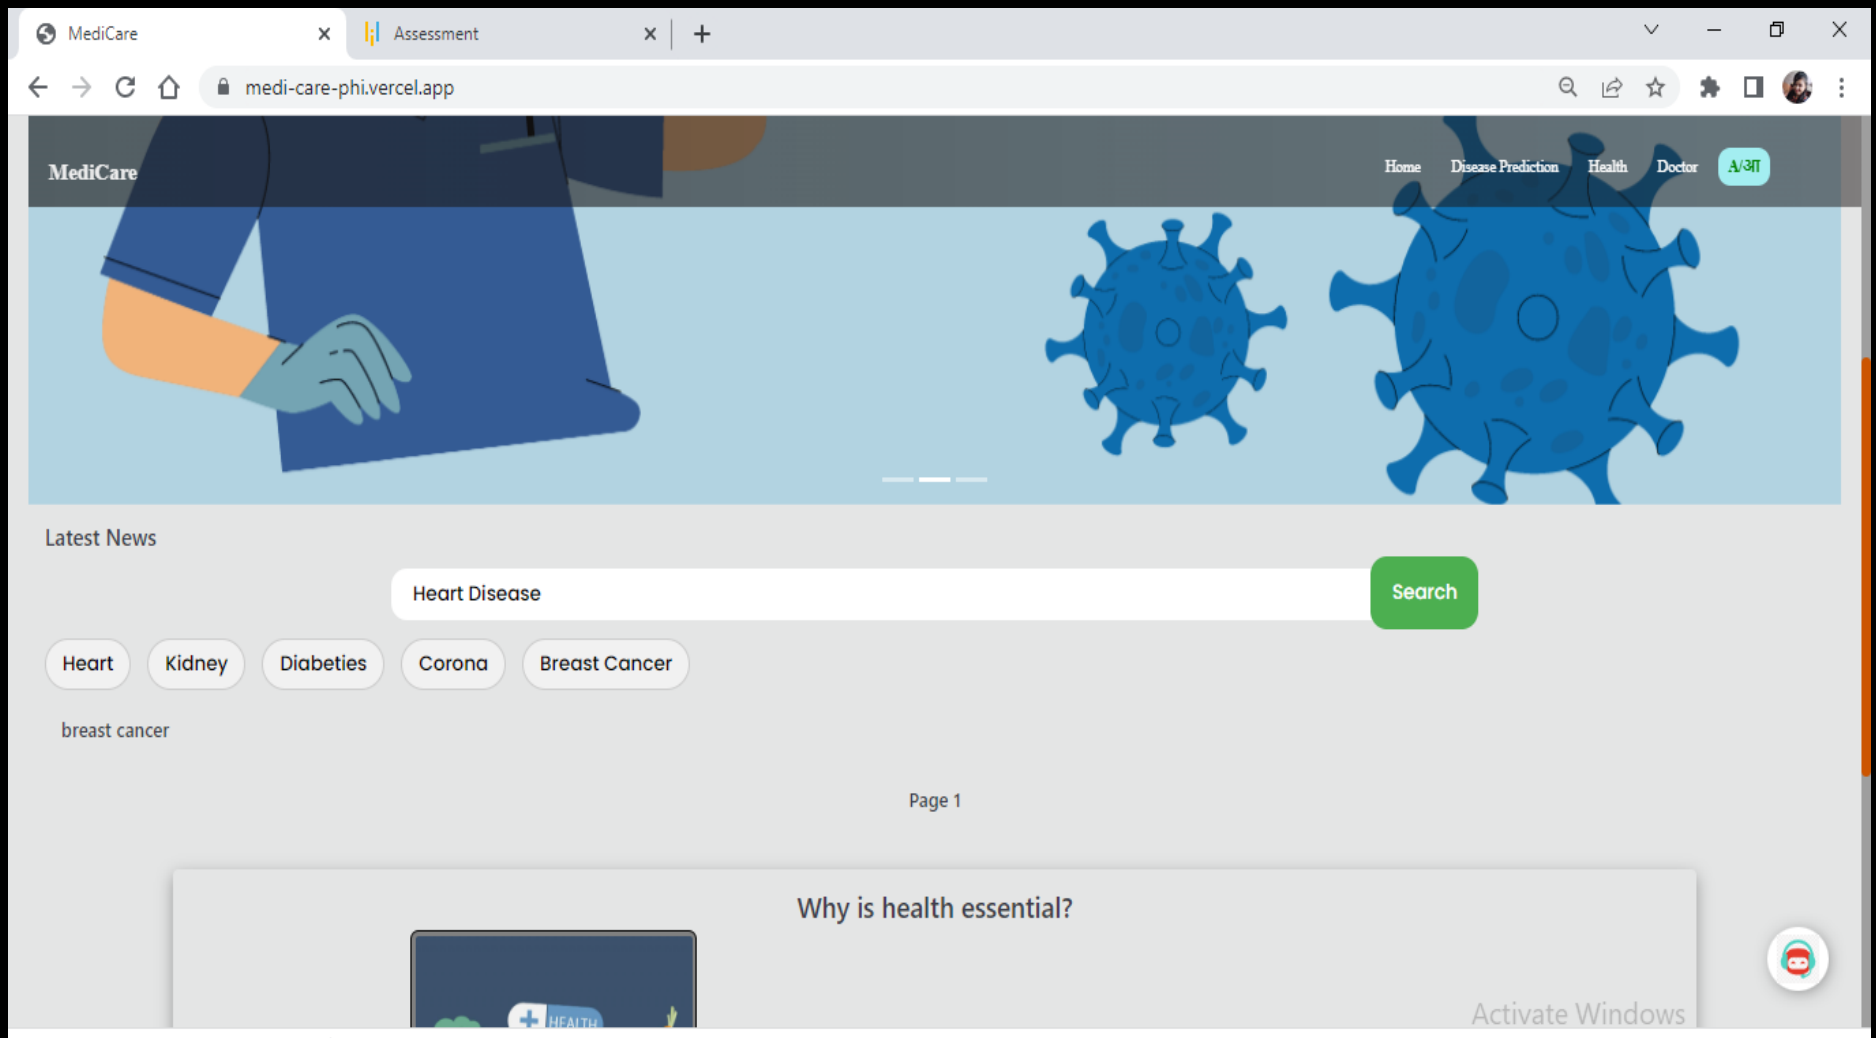 MediCare
Assessment
medi-care-phi.vercel.app
MediCare
Home Disease Prediction Health Doctor A/आ
Latest News
Heart Disease
Search
Heart Kidney Diabeties Corona Breast Cancer
breast cancer
Page 1
Why is health essential?
HEALTH
Activate Windows